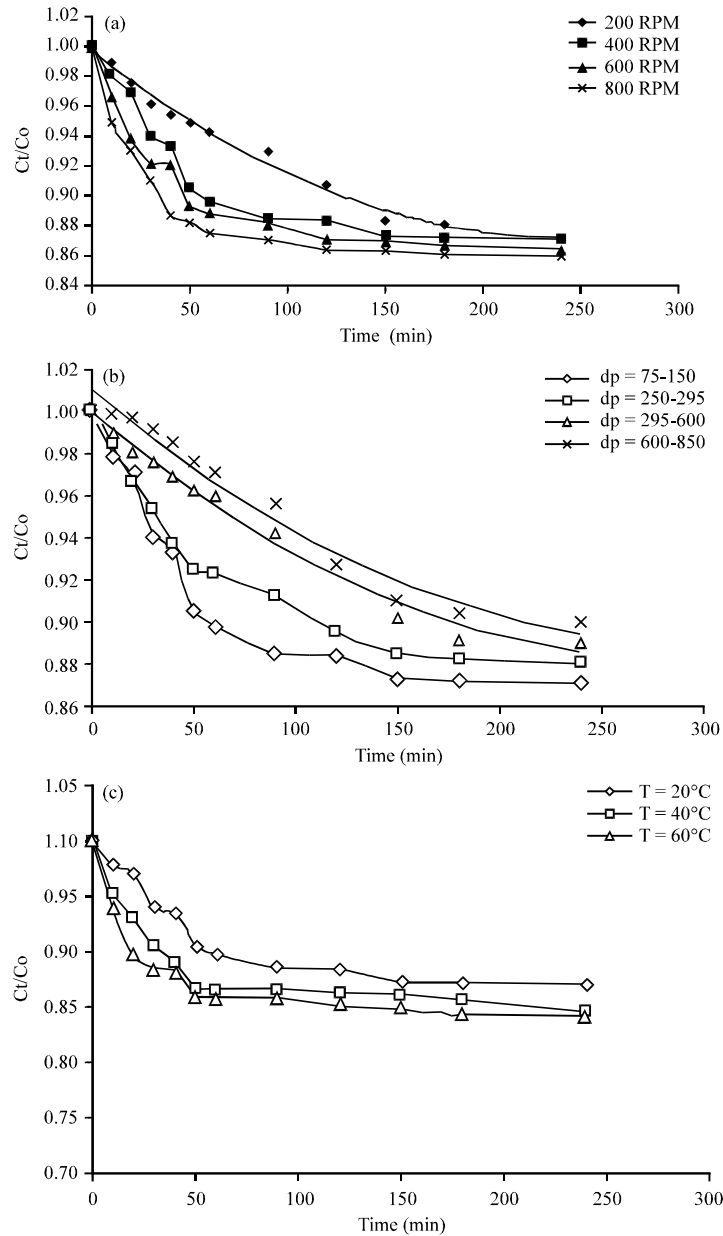 (a)
200 RPM
400 RPM
600 RPM
800 RPM
1.02
1.00
0.98
0.96
0.94
0.92
0.90
0.88
0.86
0.84
Ct/Co
0 50 100 150 200 250 300
Time (min)
(b)
dp = 75-150
dp = 250-295
dp = 295-600
dp = 600-850
1.02
1.00
0.98
0.96
0.94
0.92
0.90
0.88
0.86
Ct/Co
0 50 100 150 200 250 300
Time (min)
(c)
T = 20°C
T = 40°C
T = 60°C
1.05
1.10
0.95
0.90
0.85
0.80
0.75
0.70
Ct/Co
0 50 100 150 200 250 300
Time (min)